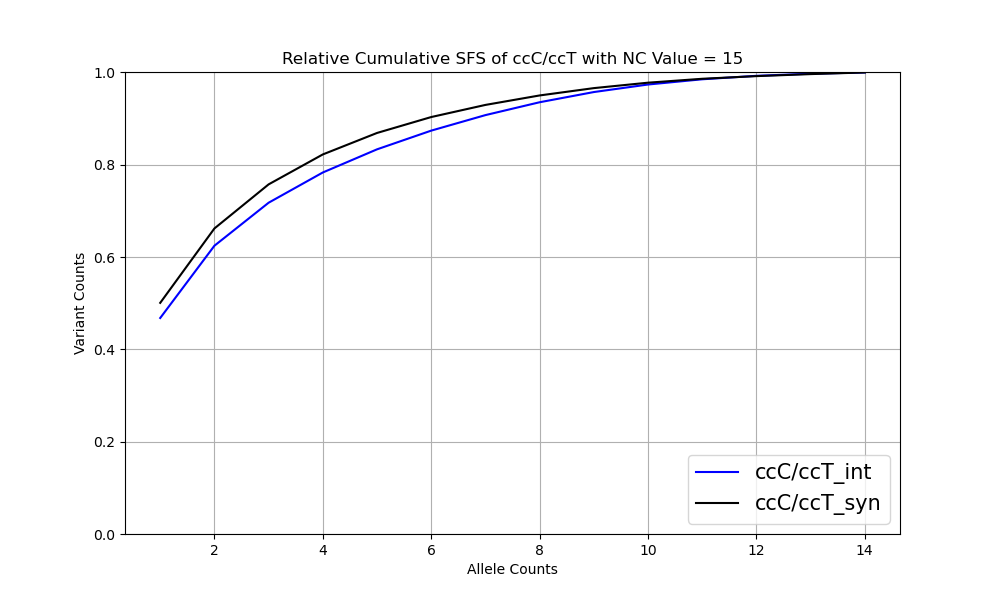 Relative Cumulative SFS of ccC/ccT with NC Value = 15
1.0
0.8
0.6
0.4
0.2
0.0
Variant Counts
2 4 6 8 10 12 14
Allele Counts
ccC/ccT_int
ccC/ccT_syn